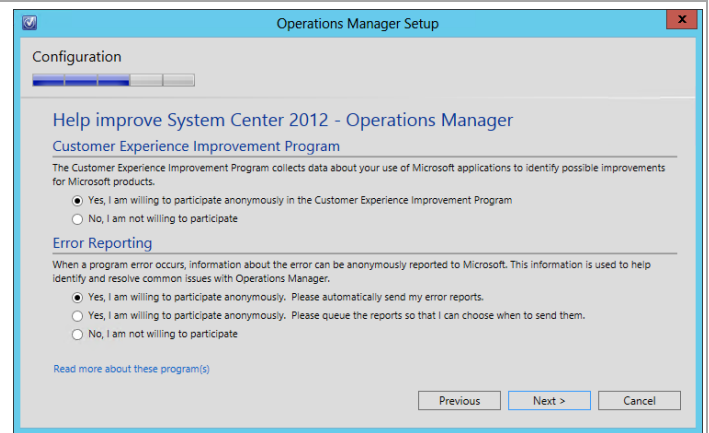 Operations Manager Setup
x
Configuration
Help improve System Center 2012 - Operations Manager
Customer Experience Improvement Program
The Customer Experience Improvement Program collects data about your use of Microsoft applications to identify possible improvements
for Microsoft products.
Yes, I am willing to participate anonymously in the Customer Experience Improvement Program
No, I am not willing to participate
Error Reporting
When a program error occurs, information about the error can be anonymously reported to Microsoft. This information is used to help
identify and resolve common issues with Operations Manager.
Yes, I am willing to participate anonymously.  Please automatically send my error reports.
Yes, I am willing to participate anonymously.  Please queue the reports so that I can choose when to send them.
No, I am not willing to participate
Read more about these program(s)
Previous Next > Cancel